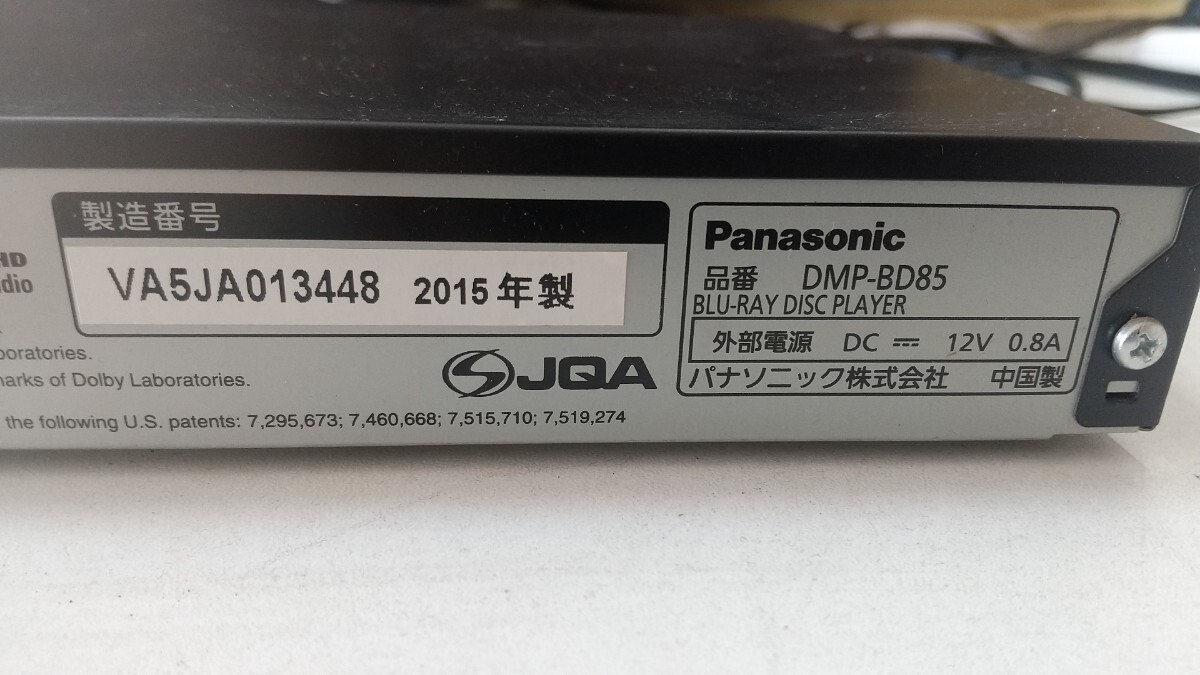 HD
製造番号
VA5JA013448 2015年製
JQA
marks of Dolby Laboratories.
the following U.S. patents: 7,295,673; 7,460,668; 7,515,710; 7,519,274
Panasonic
品番 DMP-BD85
BLU-RAY DISC PLAYER
外部電源 DC ⎓ 12V 0.8A
パナソニック株式会社 中国製